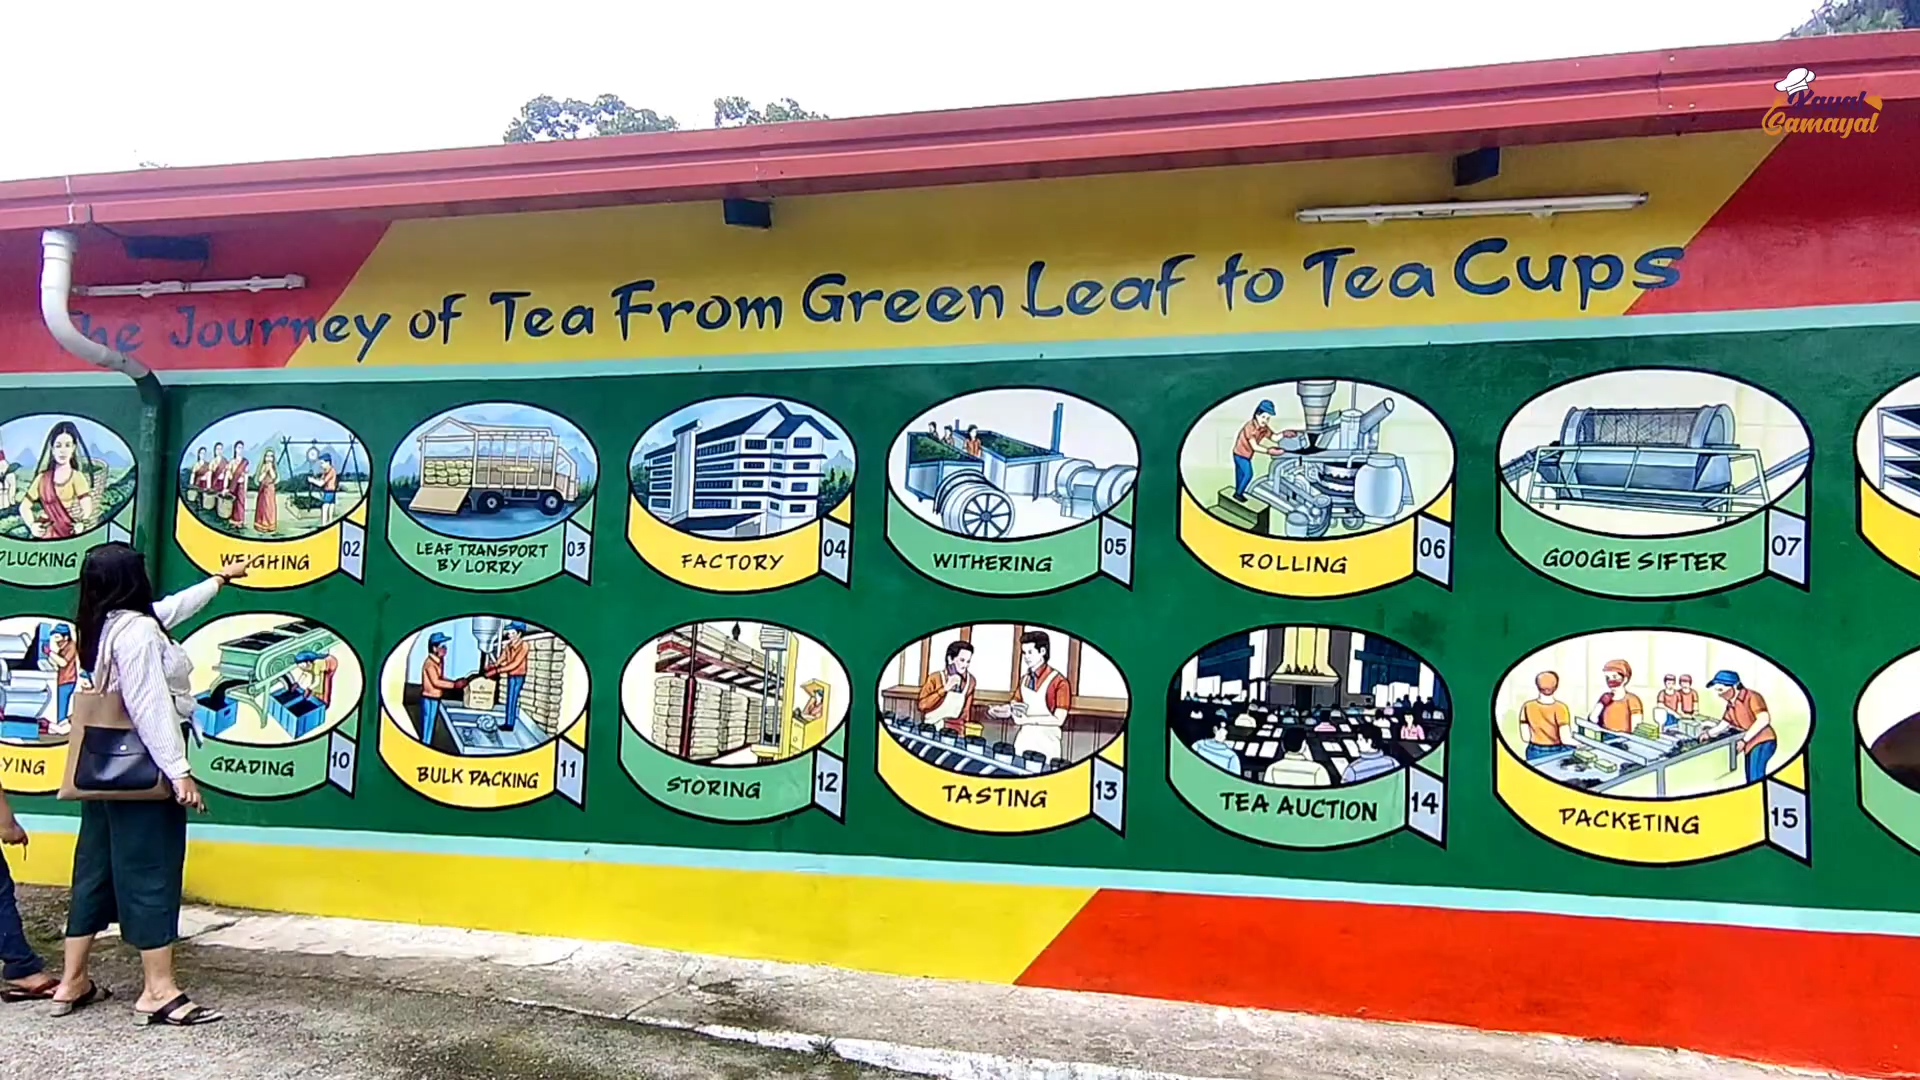 Kayal
Samayal
The Journey of Tea From Green Leaf to Tea Cups
PLUCKING
WEIGHING 02
LEAF TRANSPORT
BY LORRY 03
FACTORY 04
WITHERING 05
ROLLING 06
GOOGIE SIFTER 07
YING
GRADING 10
BULK PACKING 11
STORING 12
TASTING 13
TEA AUCTION 14
PACKETING 15